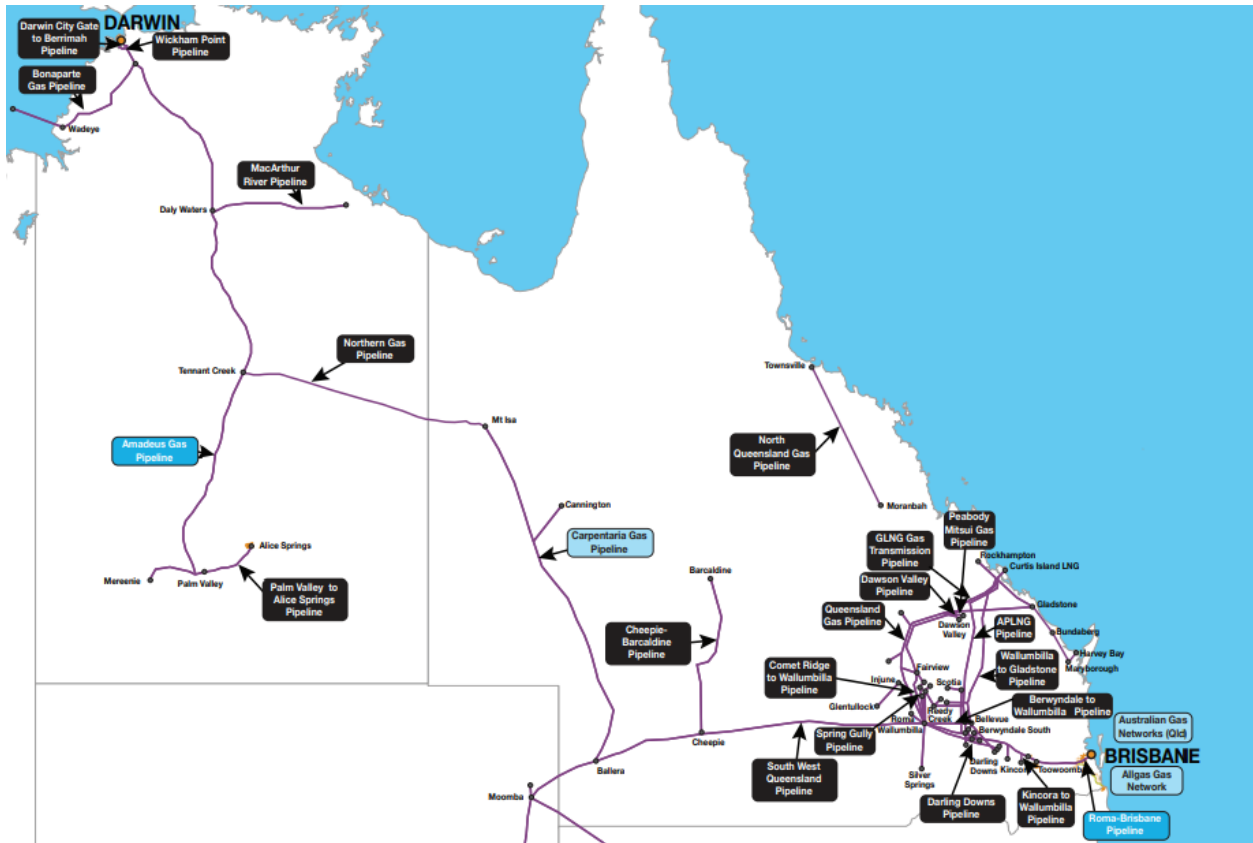 Darwin City Gate
to Berrimah
Pipeline
DARWIN
Wickham Point
Pipeline
Bonaparte
Gas Pipeline
Wadeye
MacArthur
River Pipeline
Daly Waters
Northern Gas
Pipeline
Tennant Creek
Townsville
Mt Isa
Amadeus Gas
Pipeline
North
Queensland Gas
Pipeline
Cannington
Moranbah
Carpentaria Gas
Pipeline
Alice Springs
Mereenie
Palm Valley
Palm Valley to
Alice Springs
Pipeline
Barcaldine
Cheepie-
Barcaldine
Pipeline
Peabody
Mitsui Gas
Pipeline
GLNG Gas
Transmission
Pipeline
Rockhampton
Curtis Island LNG
Dawson Valley
Pipeline
Queensland
Gas Pipeline
Gladstone
Dawson
Valley
APLNG
Pipeline
Bundaberg
Harvey Bay
Maryborough
Wallumbilla
to Gladstone
Pipeline
Comet Ridge
to Wallumbilla
Pipeline
Fairview
Injune
Scotia
Glentullock
Reedy
Creek
Berwyndale to
Wallumbilla Pipeline
Roma
Wallumbilla
Bellevue
Berwyndale South
Australian Gas
Networks (Qld)
Spring Gully
Pipeline
Cheepie
BRISBANE
Ballera
South West
Queensland
Pipeline
Silver
Springs
Darling
Downs
Kincora
Toowoomba
Allgas Gas
Network
Moomba
Darling Downs
Pipeline
Kincora to
Wallumbilla
Pipeline
Roma-Brisbane
Pipeline